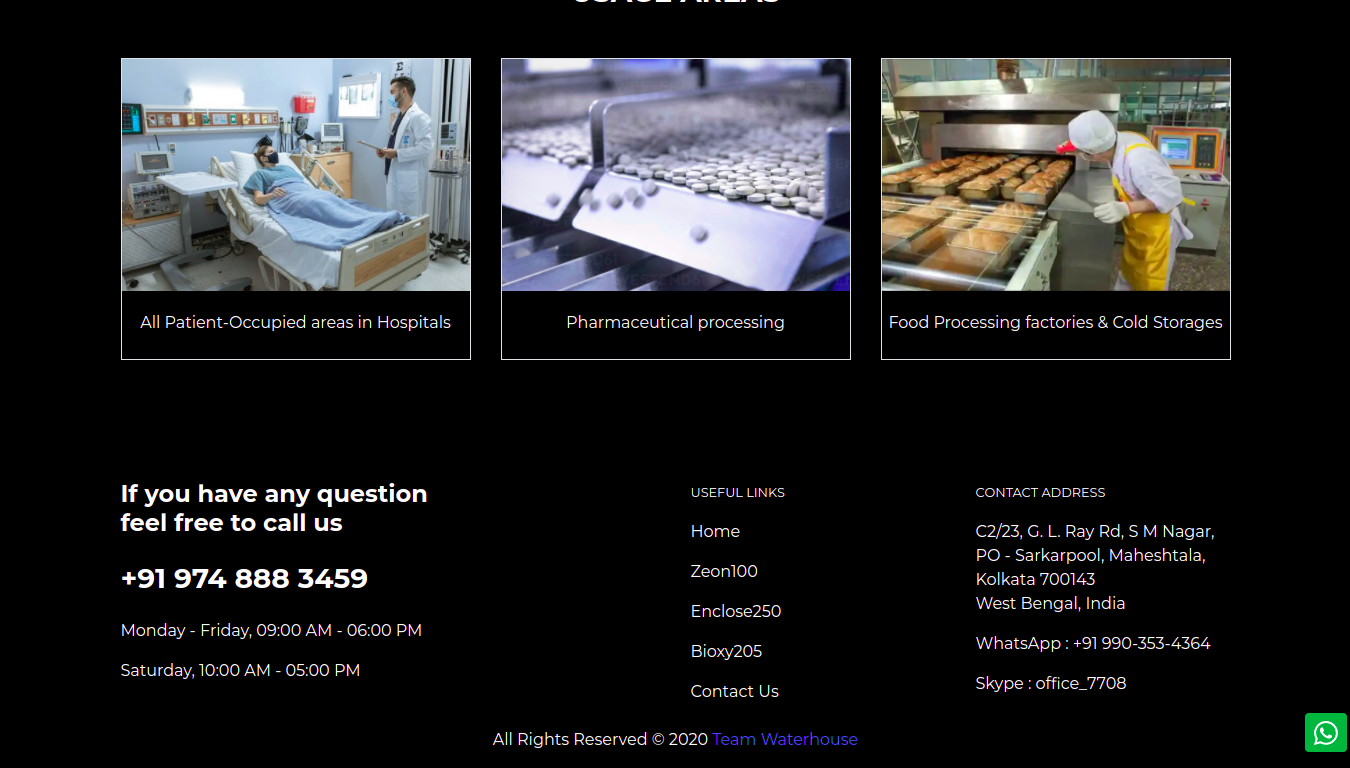 USAGE AREAS
All Patient-Occupied areas in Hospitals
Pharmaceutical processing
Food Processing factories & Cold Storages
If you have any question
feel free to call us
+91 974 888 3459
Monday - Friday, 09:00 AM - 06:00 PM
Saturday, 10:00 AM - 05:00 PM
USEFUL LINKS
Home
Zeon100
Enclose250
Bioxy205
Contact Us
CONTACT ADDRESS
C2/23, G. L. Ray Rd, S M Nagar,
PO - Sarkarpool, Maheshtala,
Kolkata 700143
West Bengal, India
WhatsApp : +91 990-353-4364
Skype : office_7708
All Rights Reserved © 2020 Team Waterhouse